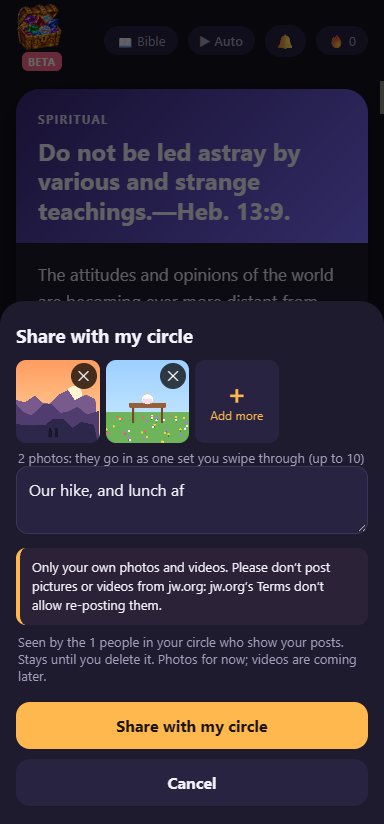 BETA
Bible
Auto
0
SPIRITUAL
Do not be led astray by
various and strange
teachings.—Heb. 13:9.
The attitudes and opinions of the world
are becoming ever more distant from
Share with my circle
Add more
2 photos: they go in as one set you swipe through (up to 10)
Our hike, and lunch af
Only your own photos and videos. Please don’t post
pictures or videos from jw.org: jw.org’s Terms don’t
allow re-posting them.
Seen by the 1 people in your circle who show your posts.
Stays until you delete it. Photos for now; videos are coming
later.
Share with my circle
Cancel